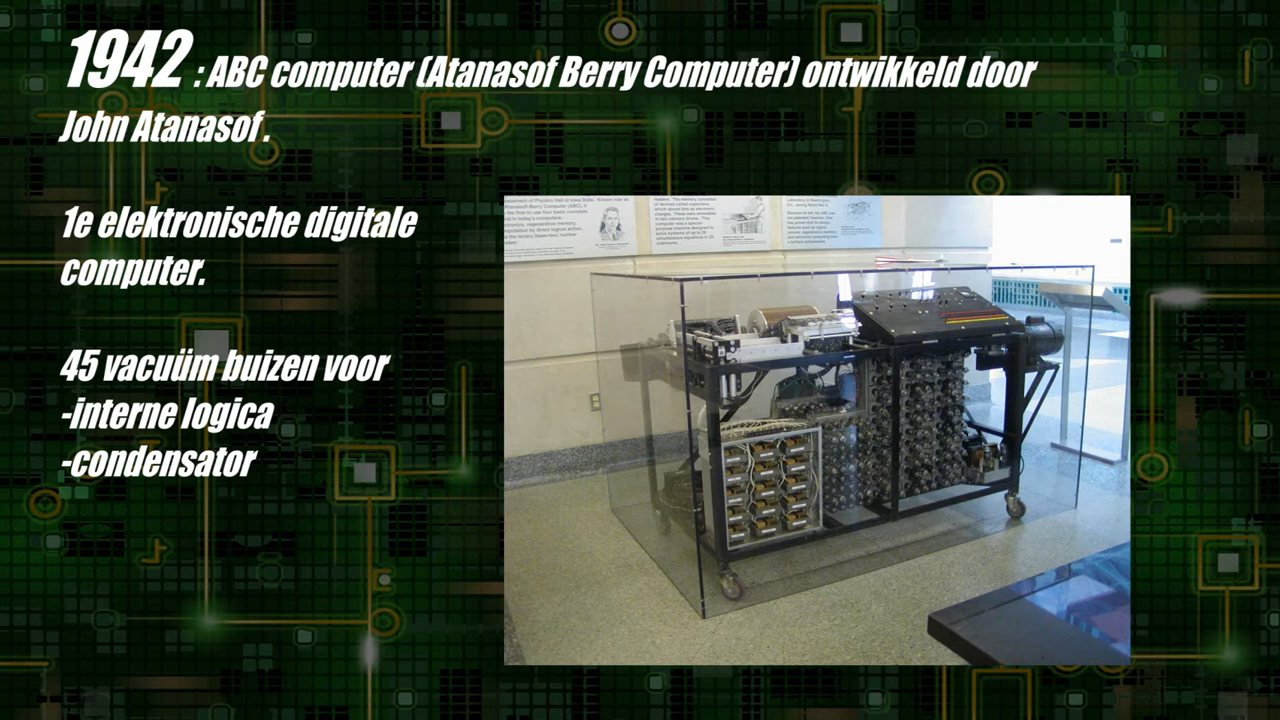 1942 : ABC computer (Atanasof Berry Computer) ontwikkeld door
John Atanasof .
1e elektronische digitale
computer.
45 vacuüm buizen voor
-interne logica
-condensator